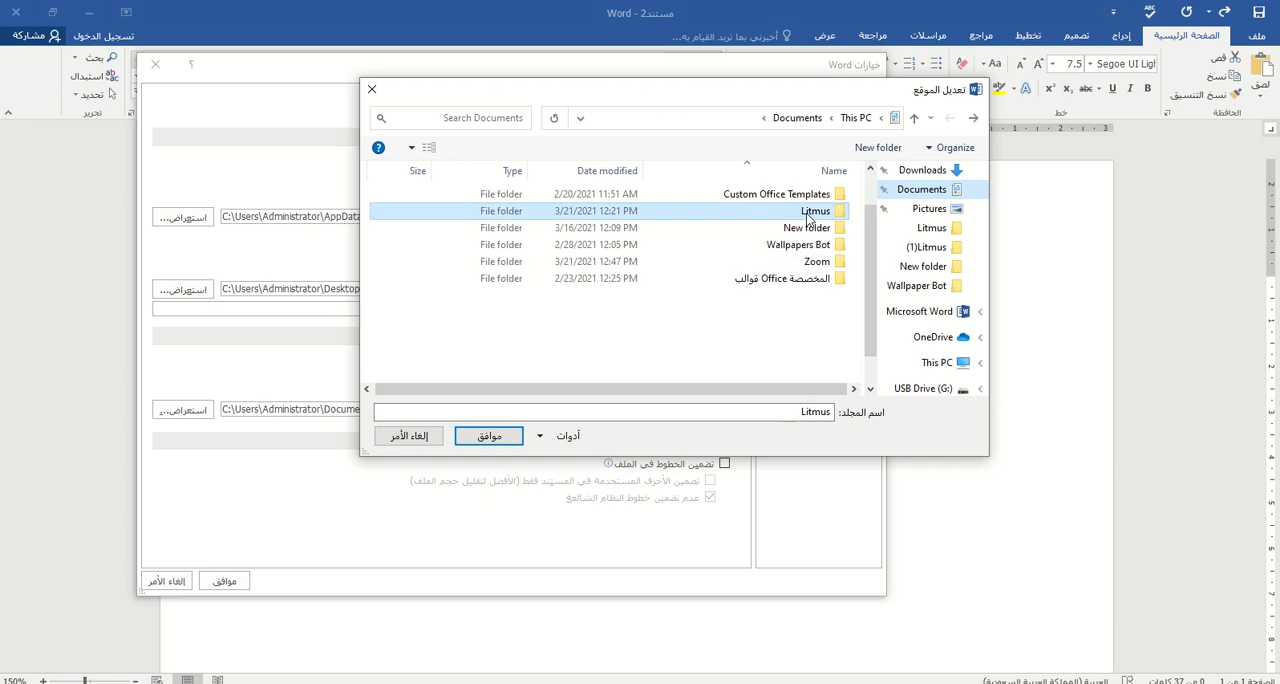 مستند2 - Word
ملف
الصفحة الرئيسية
إدراج
تصميم
تخطيط
مراجع
مراسلات
مراجعة
عرض
أخبرني بما تريد القيام به...
تسجيل الدخول
مشاركة
لصق
قص
نسخ
نسخ التنسيق
الحافظة
Segoe UI Ligh
7.5
خط
بحث
استبدال
تحديد
تحرير
خيارات Word
تعديل الموقع
This PC
Documents
Search Documents
Organize
New folder
Name
Date modified
Type
Size
Custom Office Templates 2/20/2021 11:51 AM File folder
Litmus 3/21/2021 12:21 PM File folder
New folder 3/16/2021 12:09 PM File folder
Wallpapers Bot 2/28/2021 12:05 PM File folder
Zoom 3/21/2021 12:47 PM File folder
قوالب Office المخصصة 2/23/2021 12:25 PM File folder
Downloads
Documents
Pictures
Litmus
Litmus(1)
New folder
Wallpaper Bot
Microsoft Word
OneDrive
This PC
USB Drive (G:)
اسم المجلد: Litmus
أدوات
موافق
إلغاء الأمر
استعراض...
C:\Users\Administrator\AppData
استعراض...
C:\Users\Administrator\Desktop
استعراض...
C:\Users\Administrator\Docume
تضمين الخطوط في الملف
تضمين الأحرف المستخدمة في المستند فقط (الأفضل لتقليل حجم الملف)
عدم تضمين خطوط النظام الشائعة
موافق
إلغاء الأمر
الصفحة 1 من 1
0 من 37 كلمات
العربية (المملكة العربية السعودية)
150%